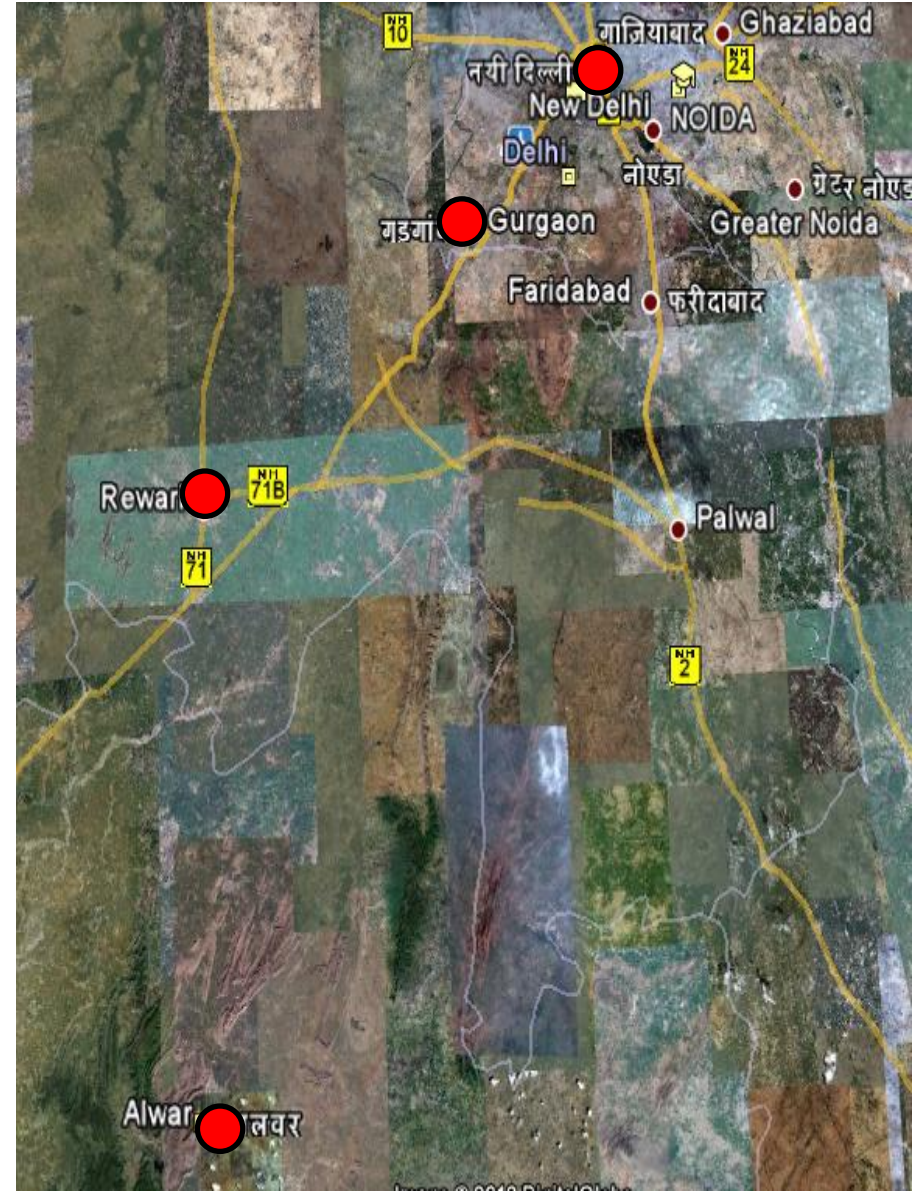 NH
10
गाजियाबाद
Ghaziabad
नयी दिल्ली
NH
24
New Delhi
NOIDA
Delhi
नोएडा
ग्रेटर
Greater Noida
Gurgaon
Faridabad
फरीदाबाद
NH
71B
Palwal
NH
71
NH
2
Alwar